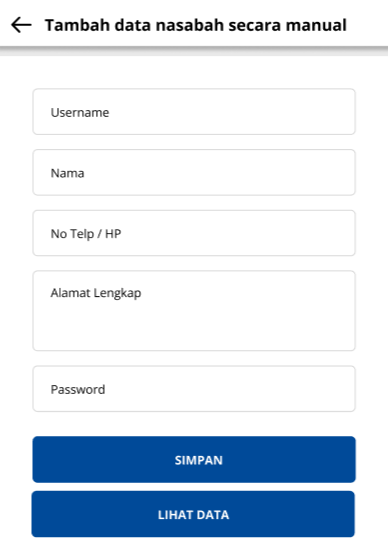 Tambah data nasabah secara manual
Username
Nama
No Telp / HP
Alamat Lengkap
Password
SIMPAN
LIHAT DATA